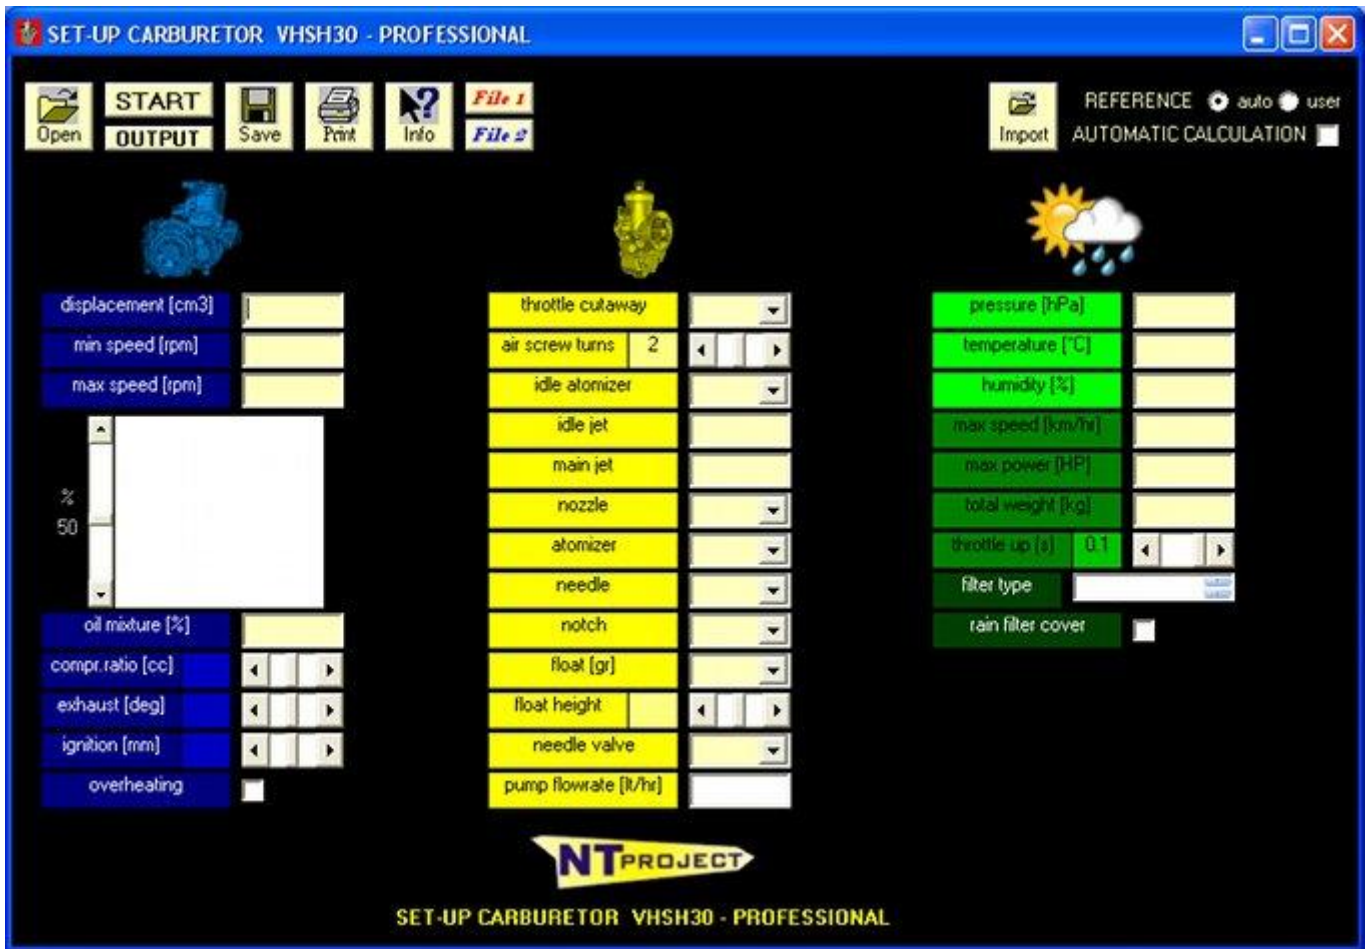 SET-UP CARBURETOR VHSH30 - PROFESSIONAL
Open
START
OUTPUT
Save
Print
Info
File 1
File 2
Import
REFERENCE auto user
AUTOMATIC CALCULATION
displacement [cm3]
min speed [rpm]
max speed [rpm]
%
50
oil mixture [%]
compr.ratio [cc]
exhaust [deg]
ignition [mm]
overheating
throttle cutaway
air screw turns 2
idle atomizer
idle jet
main jet
nozzle
atomizer
needle
notch
float [gr]
float height
needle valve
pump flowrate [lt/hr]
pressure [hPa]
temperature [°C]
humidity [%]
max speed [km/hr]
max power [HP]
total weight [kg]
throttle up (s) 0.1
filter type
rain filter cover
NT PROJECT
SET-UP CARBURETOR VHSH30 - PROFESSIONAL